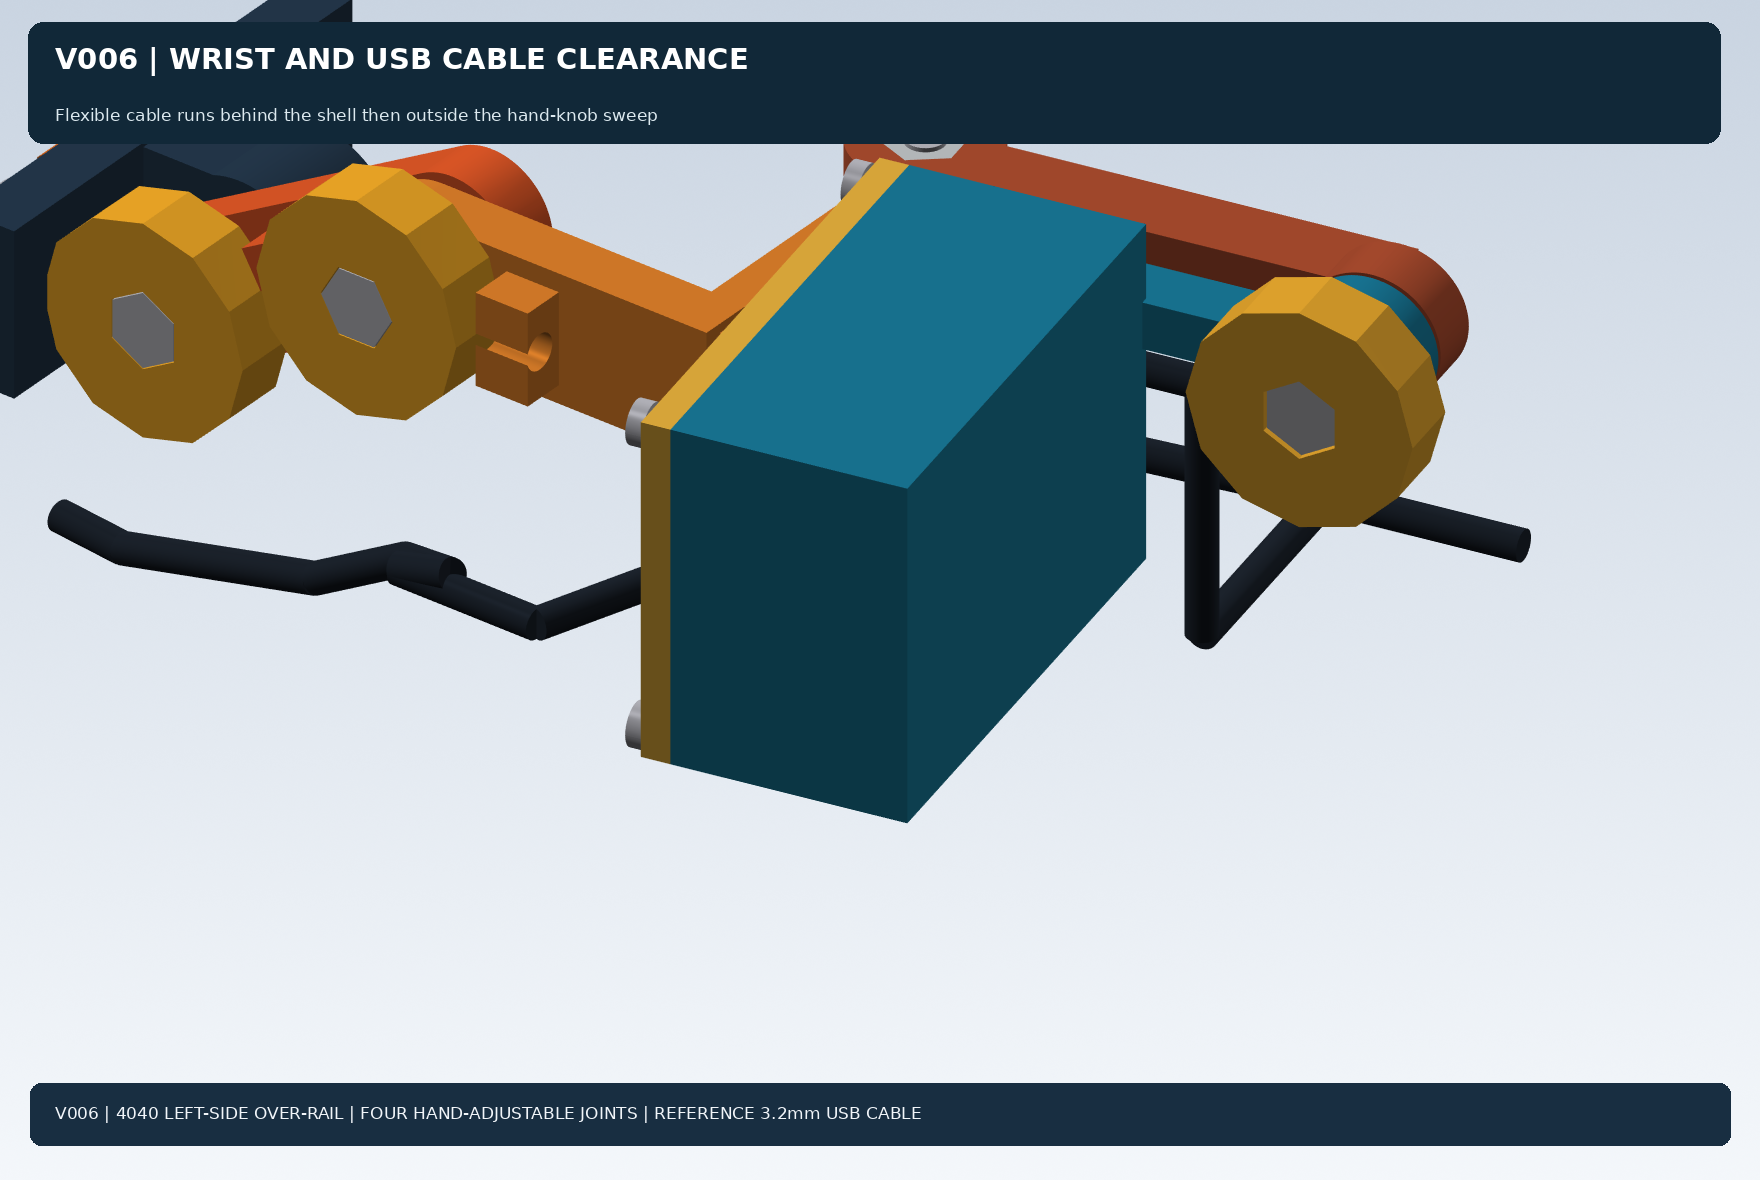 V006 | WRIST AND USB CABLE CLEARANCE
Flexible cable runs behind the shell then outside the hand-knob sweep
V006 | 4040 LEFT-SIDE OVER-RAIL | FOUR HAND-ADJUSTABLE JOINTS | REFERENCE 3.2mm USB CABLE